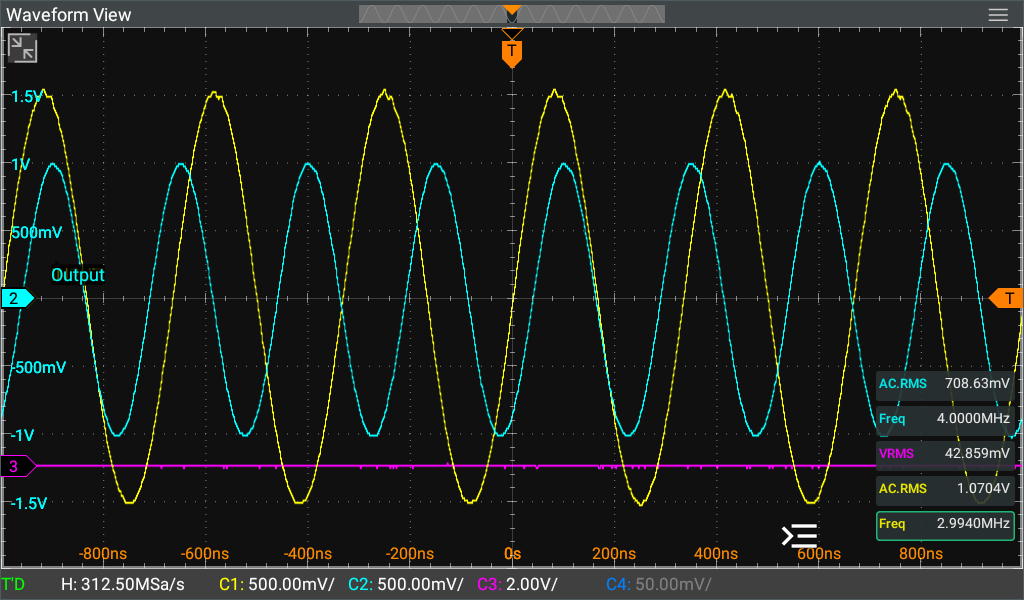 Waveform View
T
1.5V
1V
500mV
Output
2
T
-500mV
AC.RMS 708.63mV
Freq 4.0000MHz
-1V
VRMS 42.859mV
3
AC.RMS 1.0704V
-1.5V
Freq 2.9940MHz
-800ns -600ns -400ns -200ns 0s 200ns 400ns 600ns 800ns
T'D H: 312.50MSa/s C1: 500.00mV/ C2: 500.00mV/ C3: 2.00V/ C4: 50.00mV/